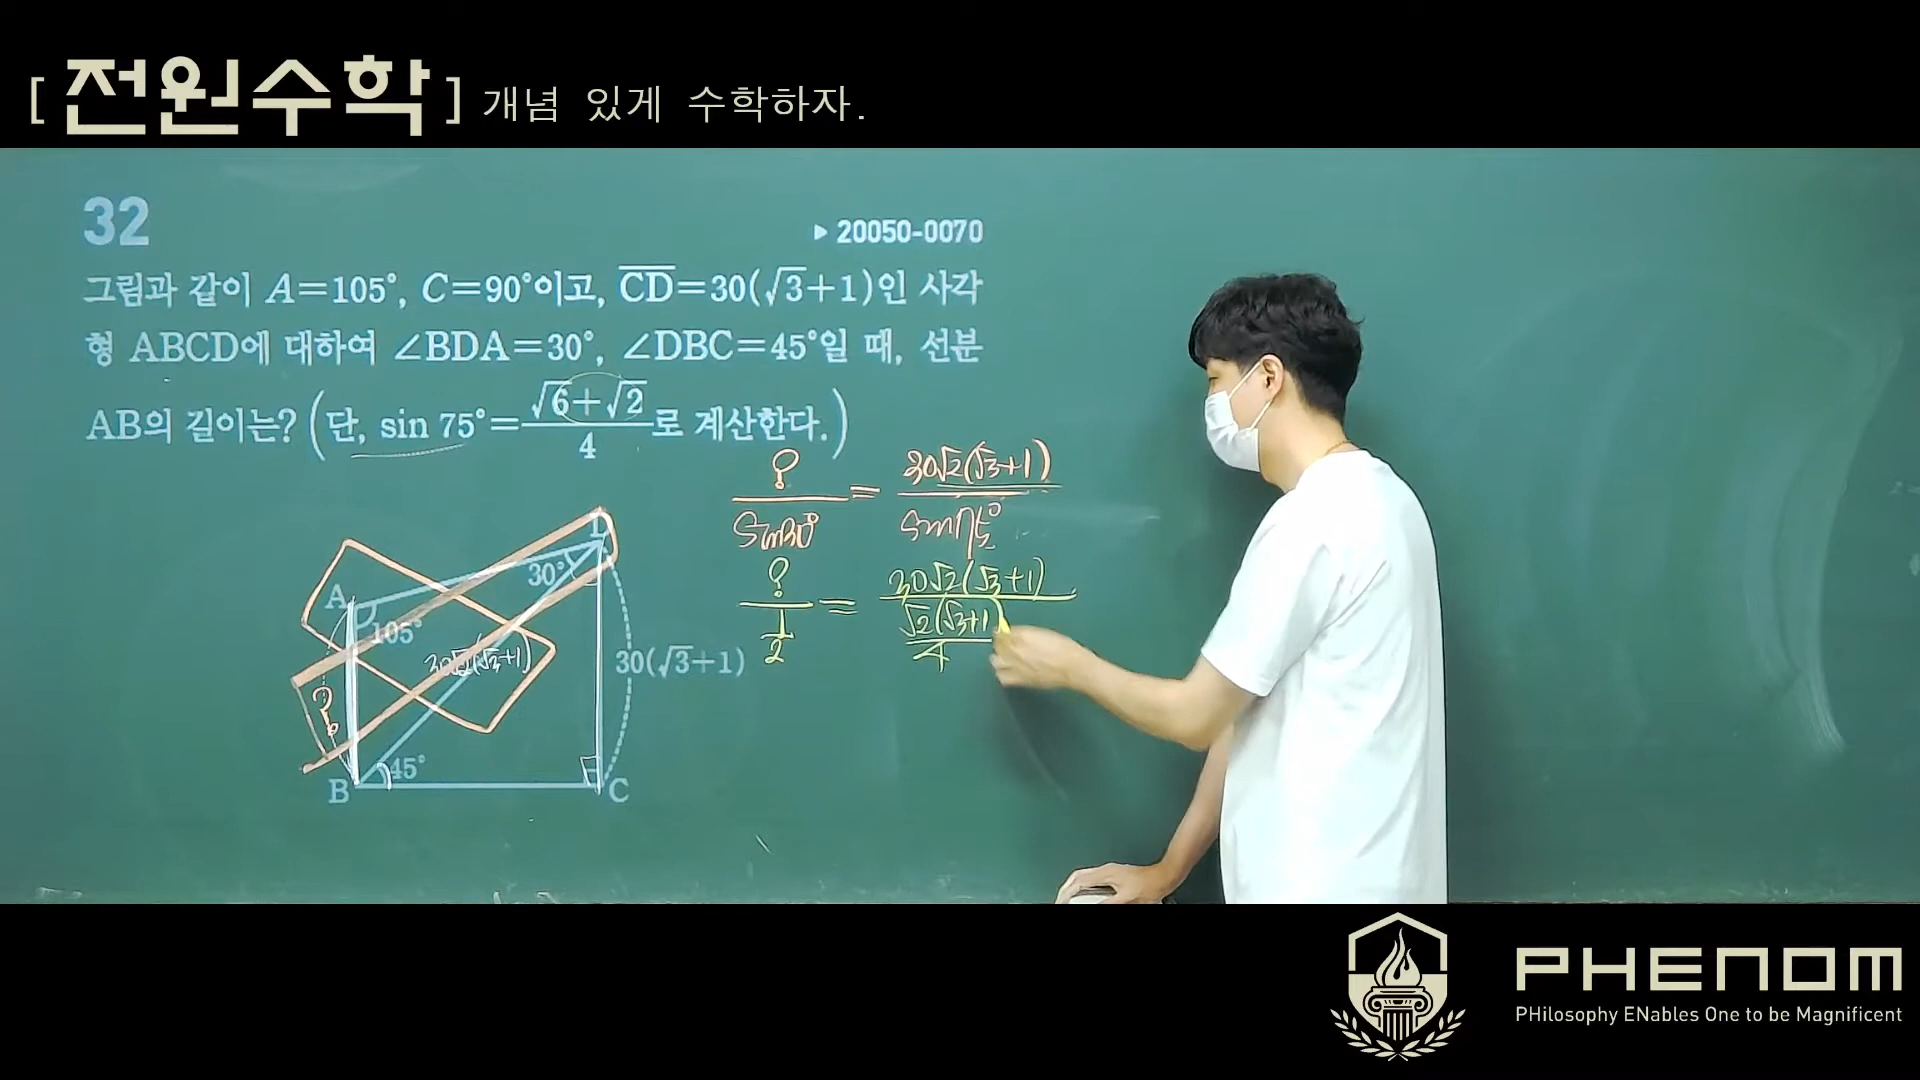 [전원수학] 개념 있게 수학하자.
32
▶ 20050-0070
그림과 같이 A=105°, C=90°이고, CD=30(√3+1)인 사각
형 ABCD에 대하여 ∠BDA=30°, ∠DBC=45°일 때, 선분
AB의 길이는? (단, sin 75°=(√6+√2)/4로 계산한다.)
?/sin30° = 30√2(√3+1)/sin75°
?/(1/2) = 30√2(√3+1)/(√2(√3+1)/4)
D
30°
A
105°
30√2(√3+1)
30(√3+1)
?
45°
B
C
PHENOM
PHilosophy ENables One to be Magnificent